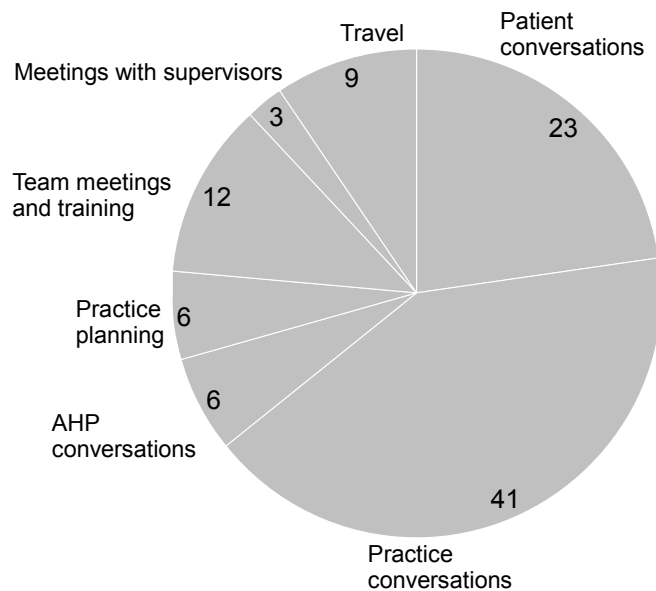 Travel
9
Patient
conversations
23
Meetings with supervisors
3
Team meetings
and training
12
Practice
planning
6
AHP
conversations
6
41
Practice
conversations